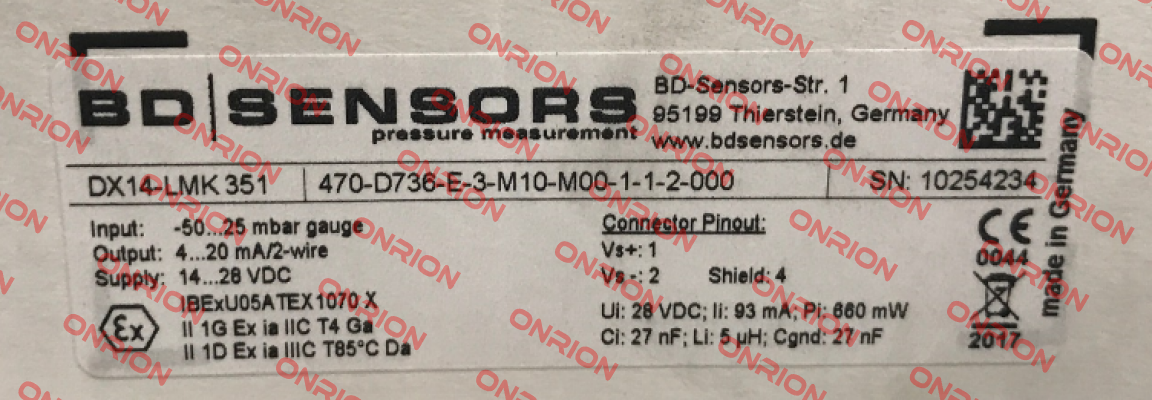 BD SENSORS
pressure measurement
BD-Sensors-Str. 1
95199 Thierstein, Germany
www.bdsensors.de
DX14-LMK 351 470-D736-E-3-M10-M00-1-1-2-000 SN: 10254234
Input: -50...25 mbar gauge
Output: 4...20 mA/2-wire
Supply: 14...28 VDC
Ex
IBExU05ATEX1070 X
II 1G Ex ia IIC T4 Ga
II 1D Ex ia IIIC T85°C Da
Connector Pinout:
Vs+: 1
Vs -: 2 Shield: 4
Ui: 28 VDC; Ii: 93 mA; Pi: 660 mW
Ci: 27 nF; Li: 5 µH; Cgnd: 27 nF
CE
0044
2017
made in Germany
ONRION